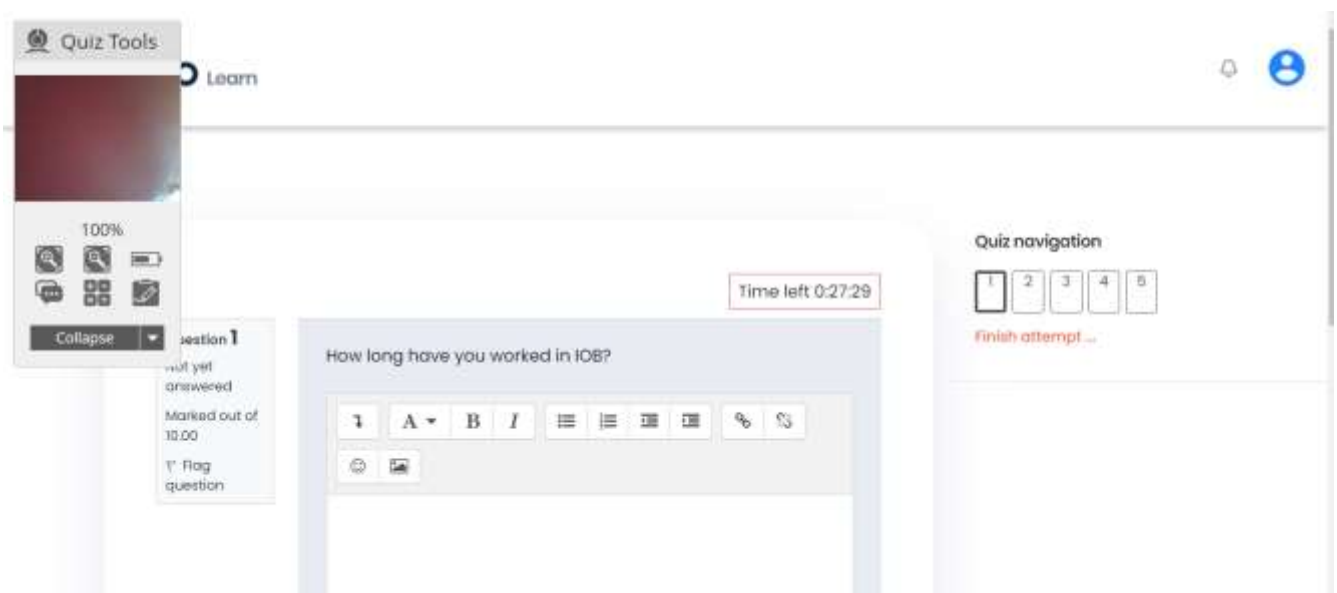 Quiz Tools
Learn
100%
Collapse
Quiz navigation
1 2 3 4 5
Finish attempt ...
Time left 0:27:29
uestion 1
Not yet
answered
Marked out of
10.00
Flag
question
How long have you worked in IOB?
A B I